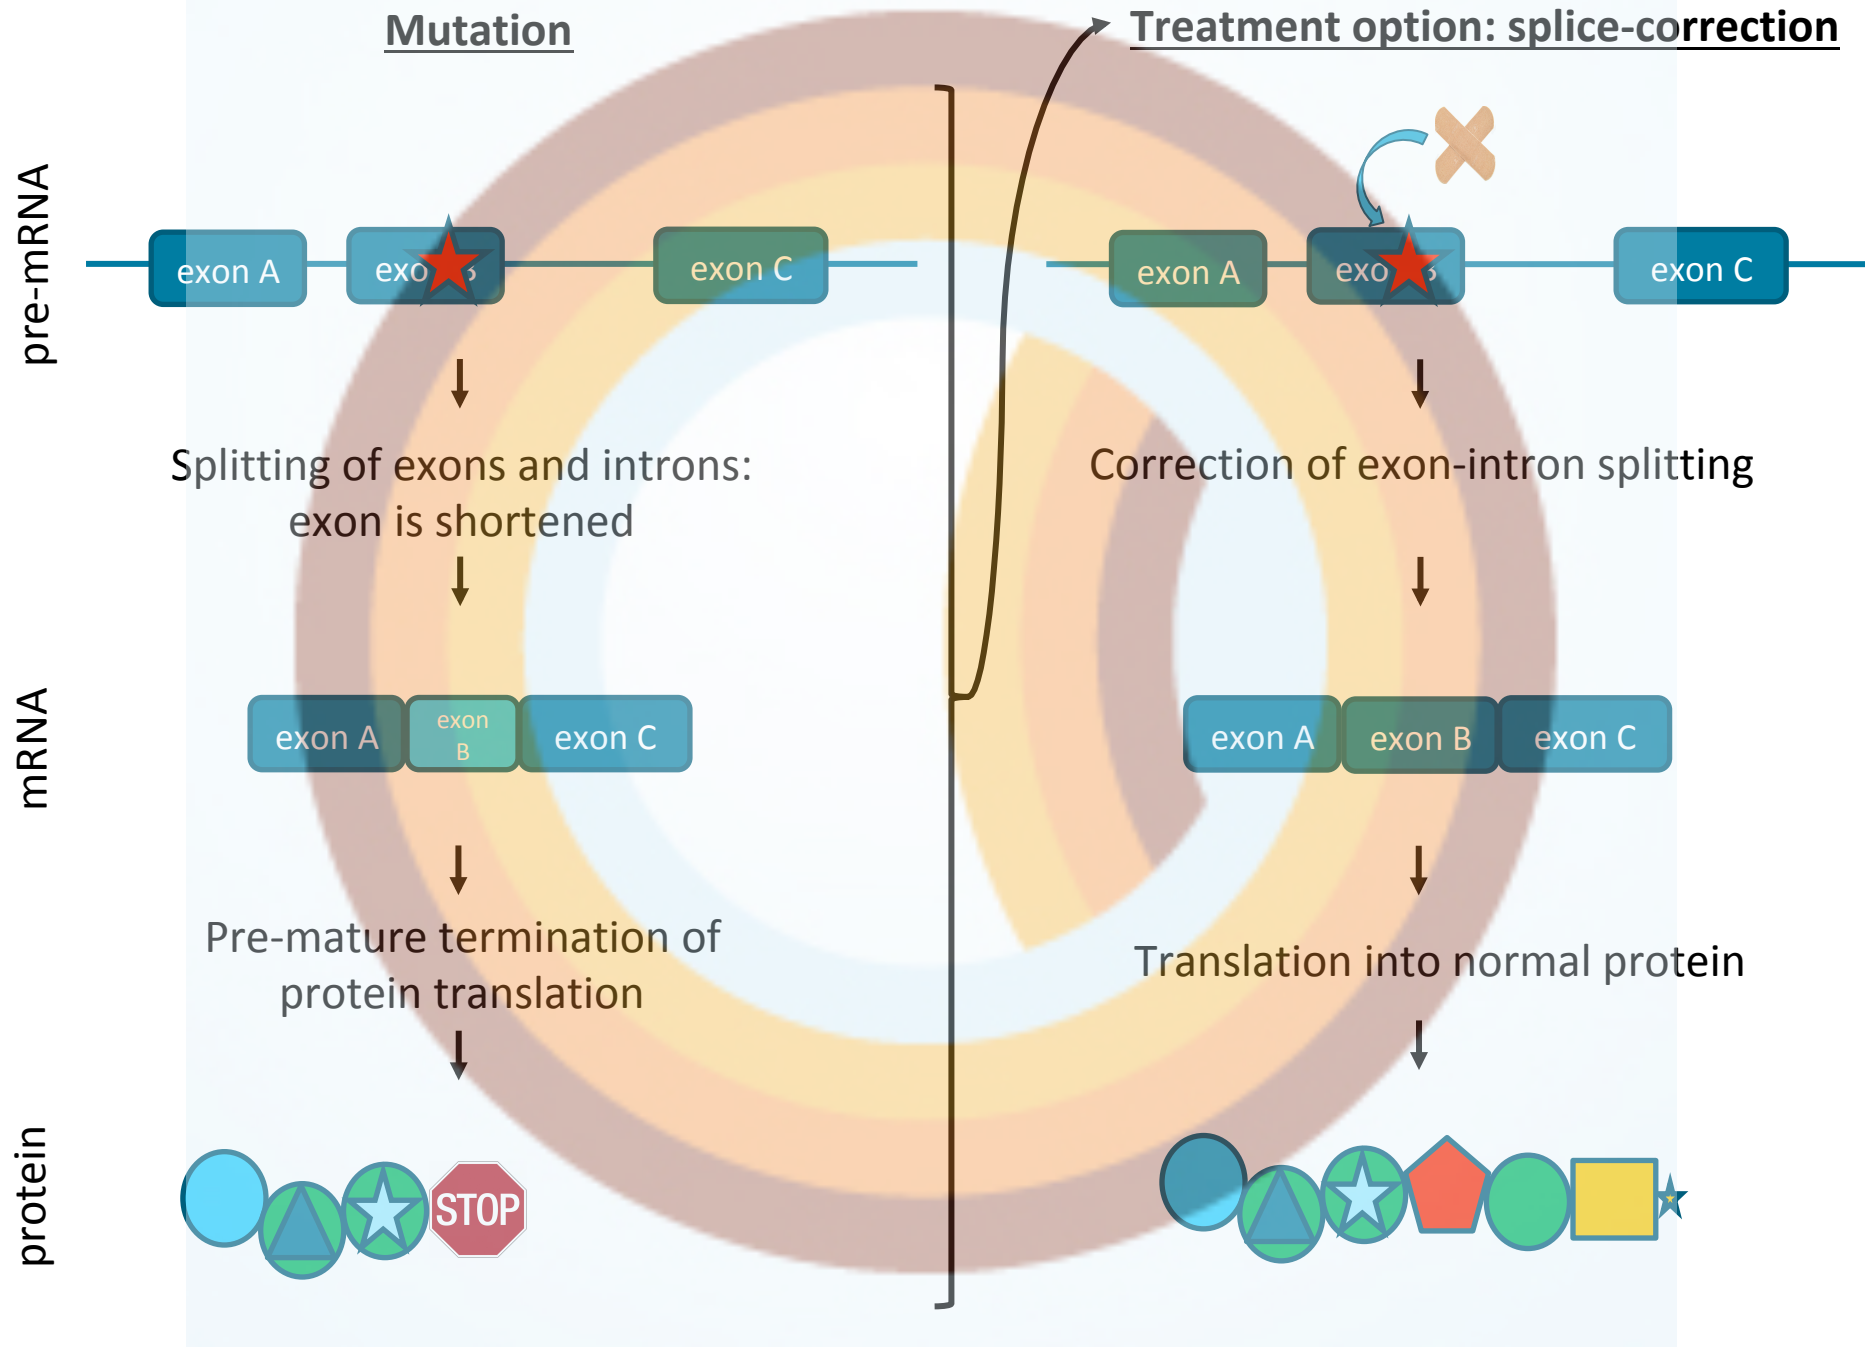 Mutation
Treatment option: splice-correction
pre-mRNA
exon A
exon B
exon C
exon A
exon B
exon C
Splitting of exons and introns:
exon is shortened
Correction of exon-intron splitting
mRNA
exon A
exon
B
exon C
exon A
exon B
exon C
Pre-mature termination of
protein translation
Translation into normal protein
protein
STOP